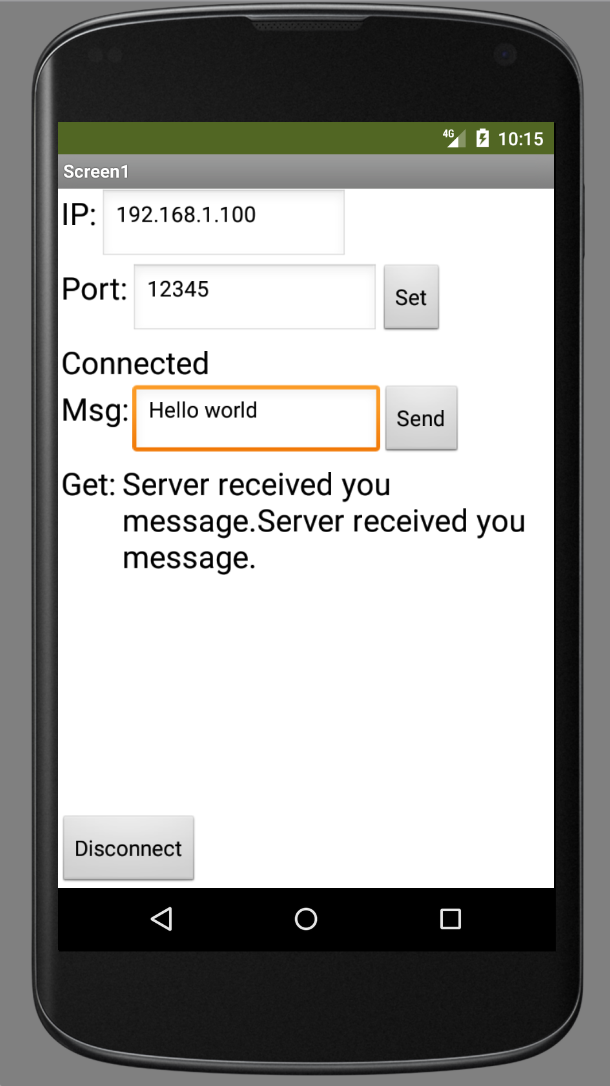 4G 10:15
Screen1
IP: 192.168.1.100
Port: 12345 Set
Connected
Msg: Hello world Send
Get: Server received you
message.Server received you
message.
Disconnect